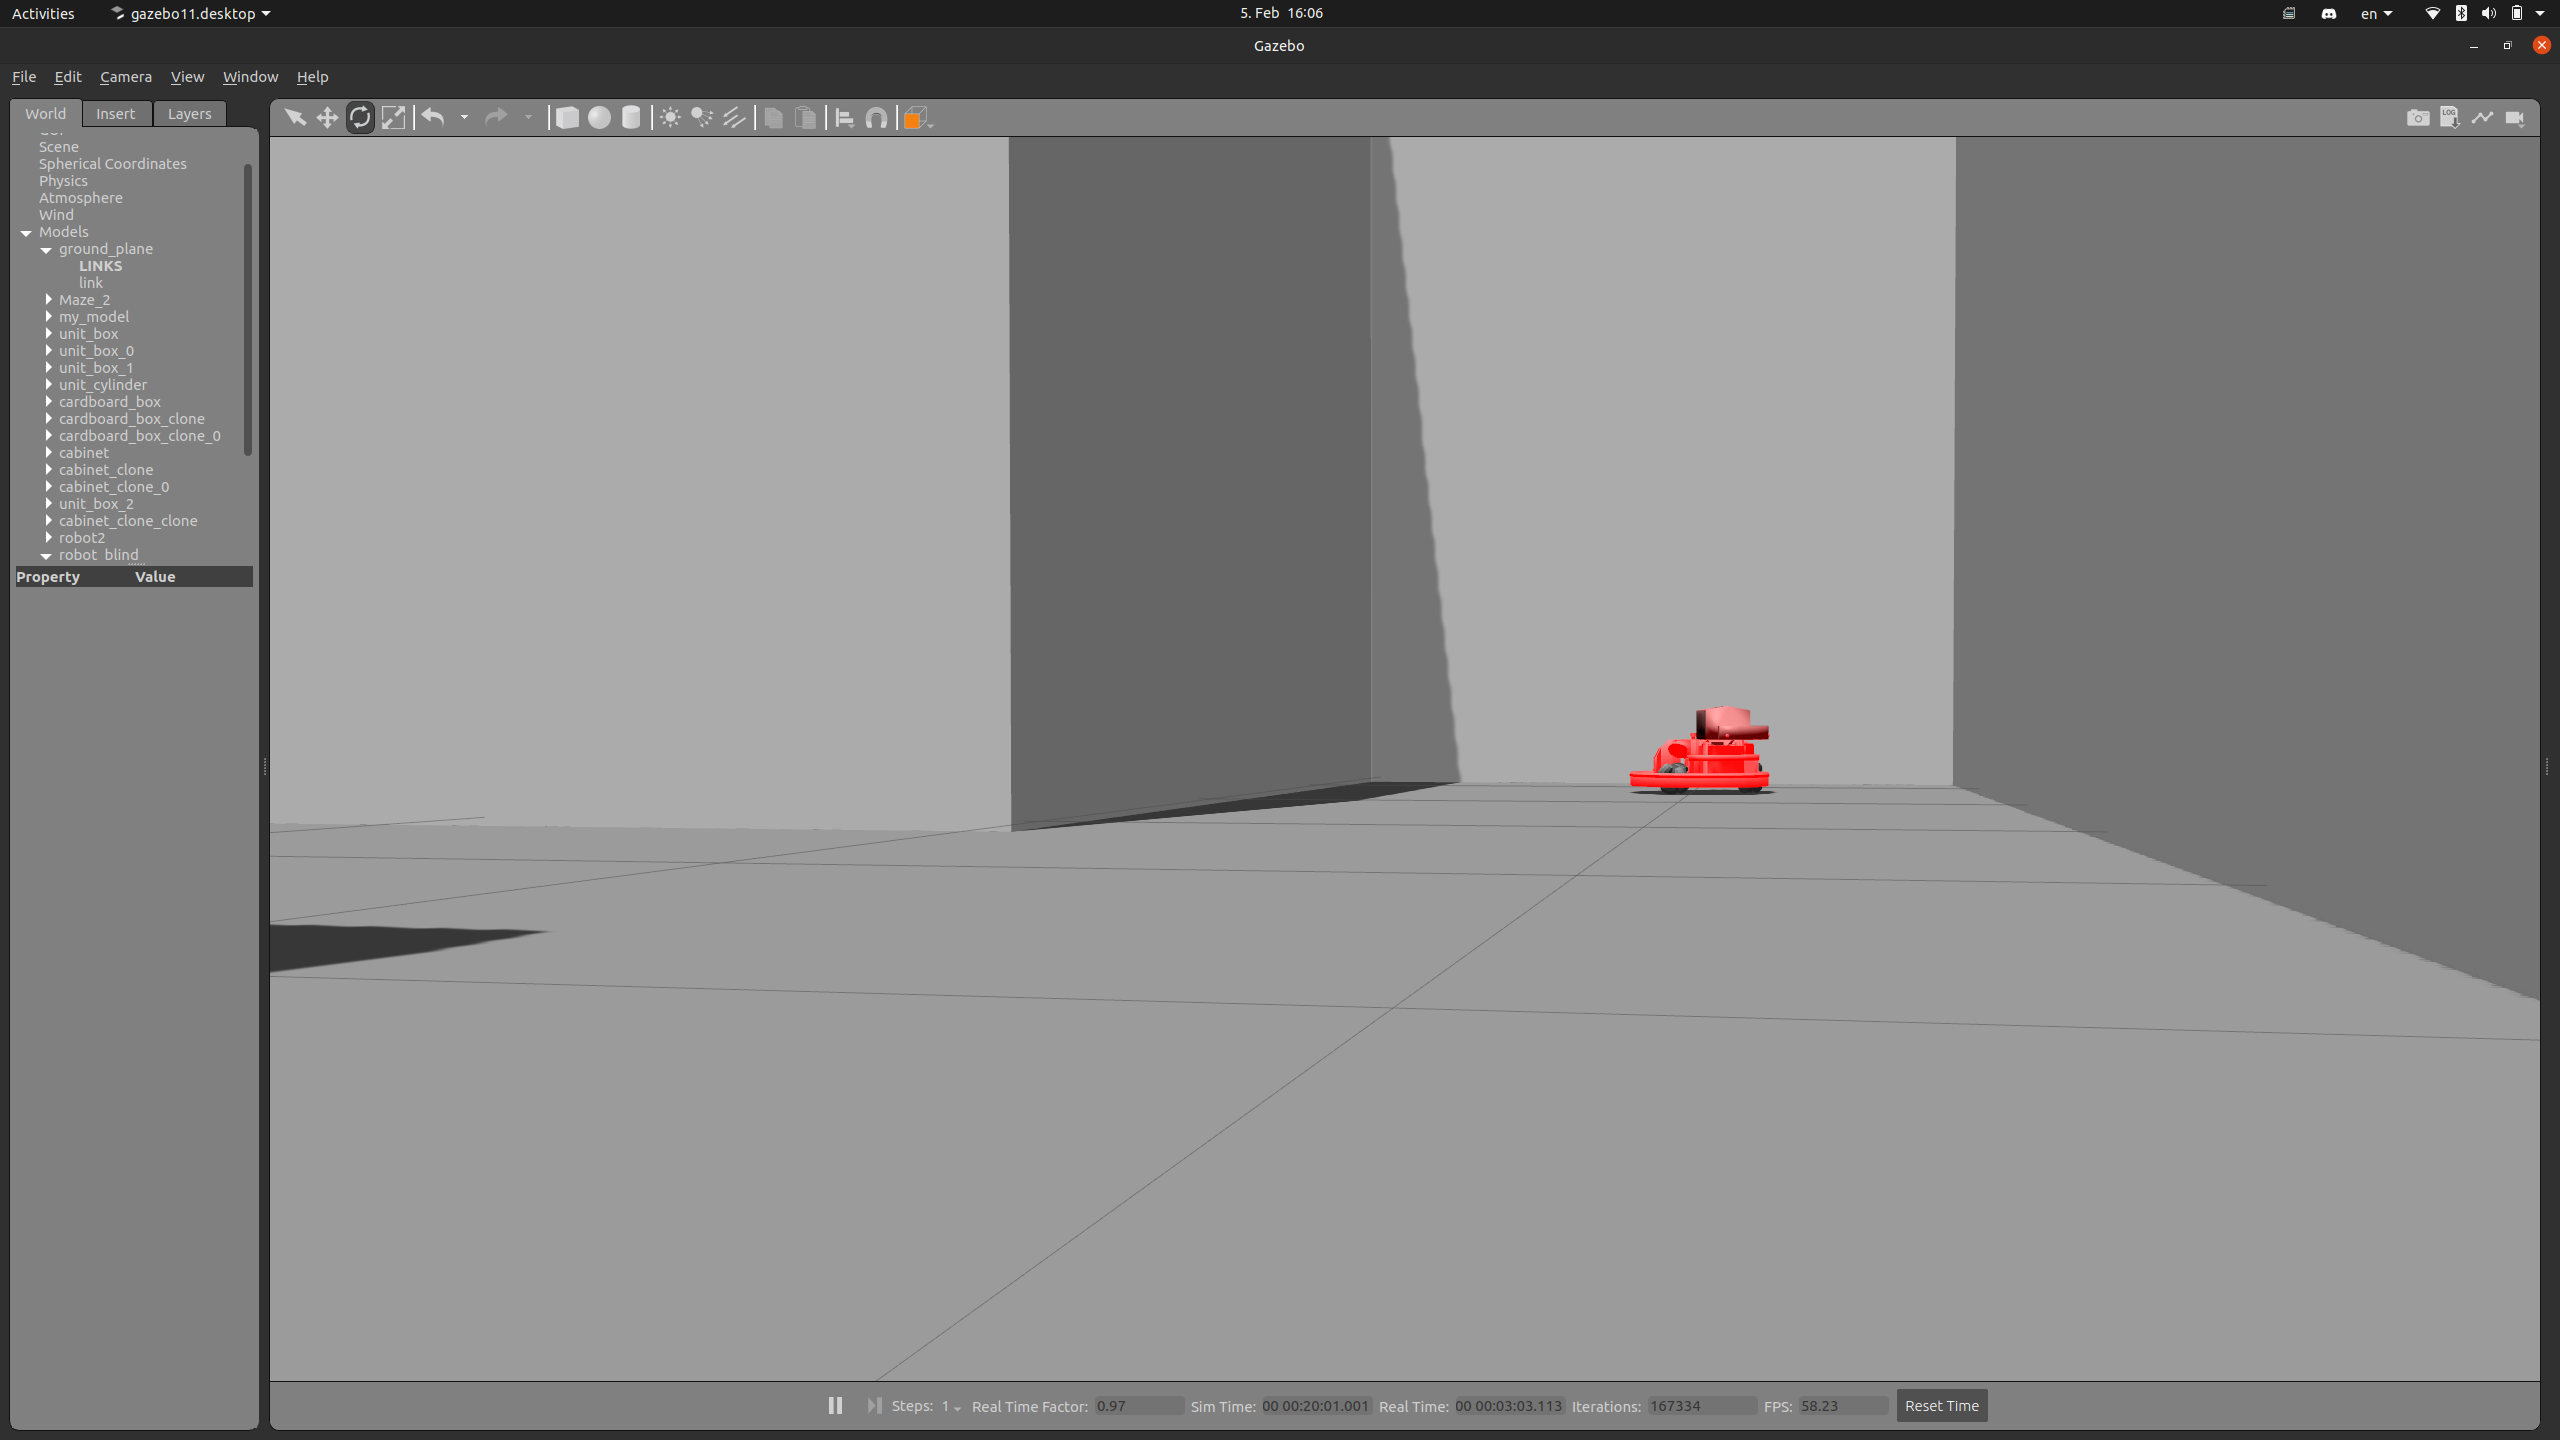 Activities gazebo11.desktop 5. Feb 16:06 en
Gazebo
File Edit Camera View Window Help
World Insert Layers
Scene
Spherical Coordinates
Physics
Atmosphere
Wind
Models
ground_plane
LINKS
link
Maze_2
my_model
unit_box
unit_box_0
unit_box_1
unit_cylinder
cardboard_box
cardboard_box_clone
cardboard_box_clone_0
cabinet
cabinet_clone
cabinet_clone_0
unit_box_2
cabinet_clone_clone
robot2
robot_blind
Property Value
LOG
Steps: 1 Real Time Factor: 0.97 Sim Time: 00 00:20:01.001 Real Time: 00 00:03:03.113 Iterations: 167334 FPS: 58.23 Reset Time